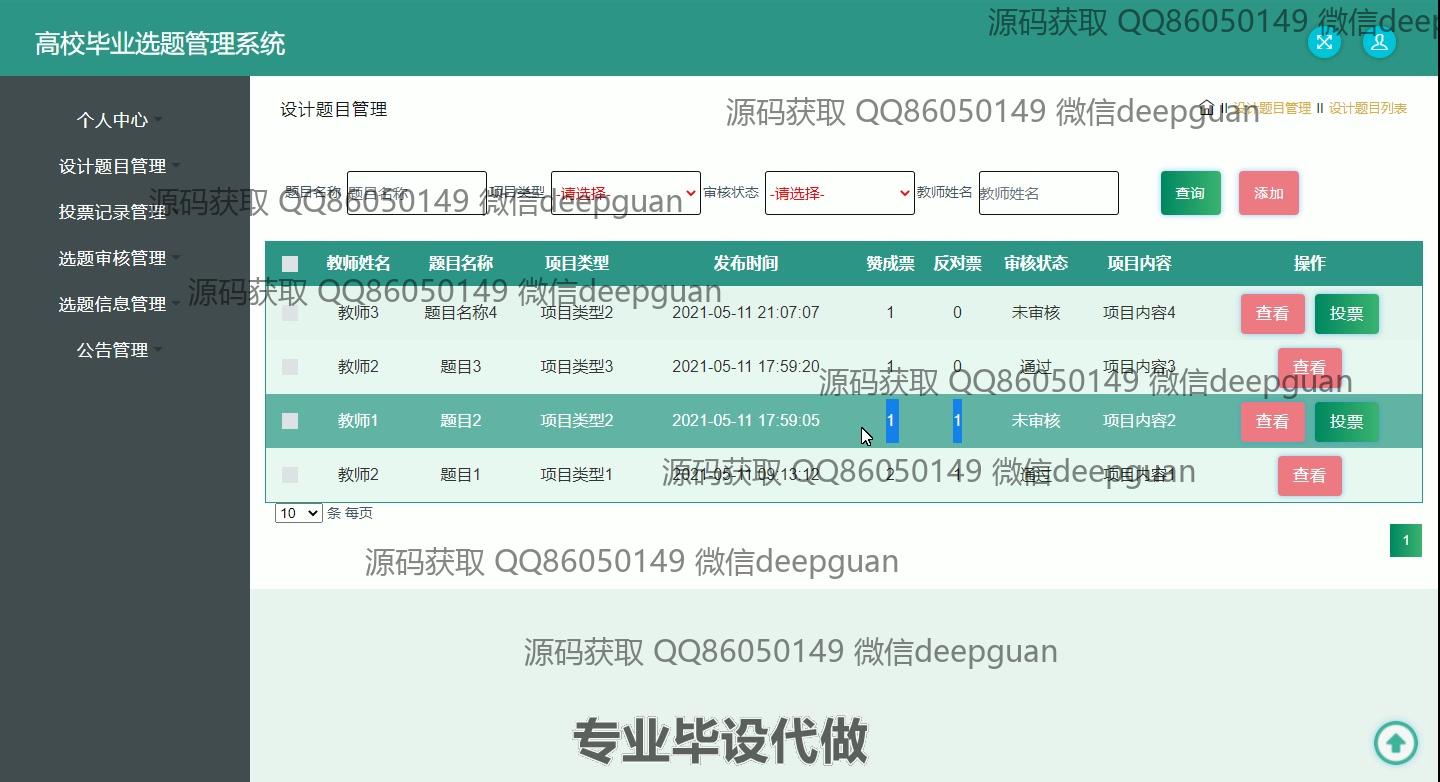 高校毕业选题管理系统
源码获取 QQ86050149 微信deep
个人中心
设计题目管理
投票记录管理
选题审核管理
选题信息管理
公告管理
设计题目管理
源码获取 QQ86050149 微信deepguan
II 设计题目管理 II 设计题目列表
题目名称 题目名称 项目类型 -请选择- 审核状态 -请选择- 教师姓名 教师姓名 查询 添加
源码获取 QQ86050149 微信deepguan
教师姓名 题目名称 项目类型 发布时间 赞成票 反对票 审核状态 项目内容 操作
源码获取 QQ86050149 微信deepguan
教师3 题目名称4 项目类型2 2021-05-11 21:07:07 1 0 未审核 项目内容4 查看 投票
教师2 题目3 项目类型3 2021-05-11 17:59:20 1 0 通过 项目内容3 查看
源码获取 QQ86050149 微信deepguan
教师1 题目2 项目类型2 2021-05-11 17:59:05 1 1 未审核 项目内容2 查看 投票
教师2 题目1 项目类型1 2021-05-11 09:13:12 2 1 通过 项目内容1 查看
源码获取 QQ86050149 微信deepguan
10 条 每页
1
源码获取 QQ86050149 微信deepguan
源码获取 QQ86050149 微信deepguan
专业毕设代做